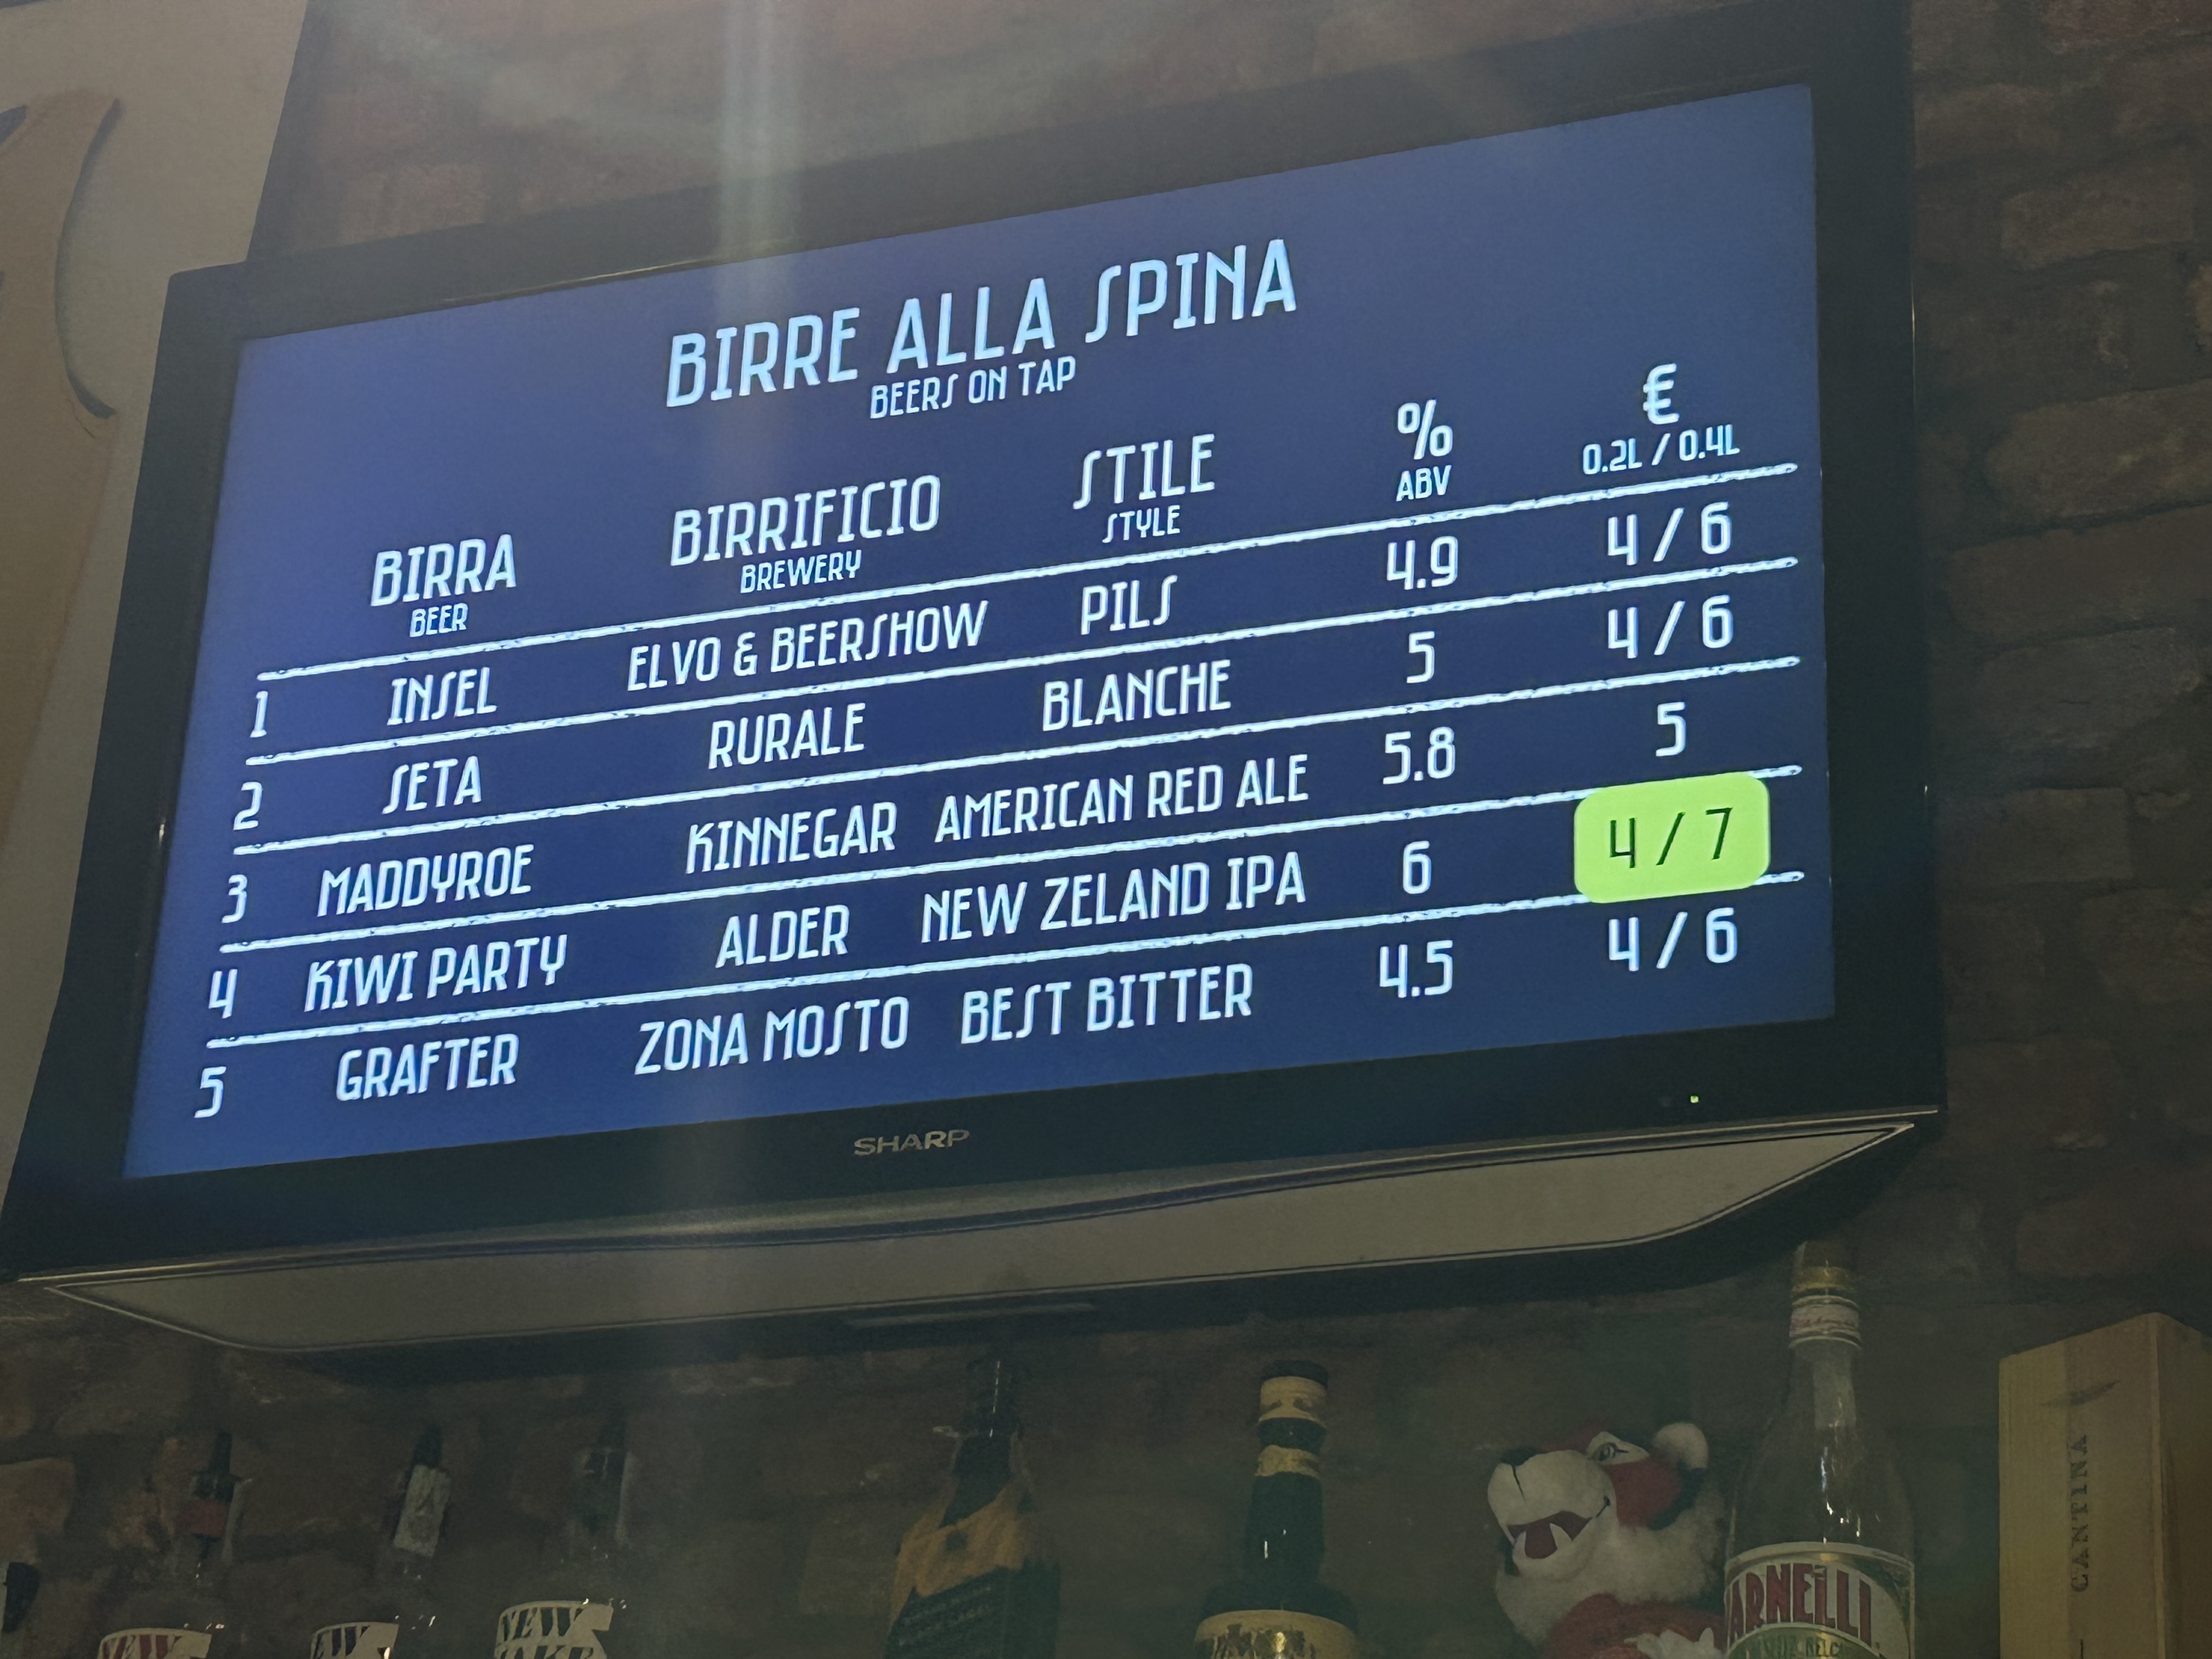 BIRRE ALLA SPINA
BEERS ON TAP
BIRRA BIRRIFICIO STILE % €
BEER BREWERY STYLE ABV 0.2L / 0.4L
1 INSEL ELVO & BEERSHOW PILS 4.9 4 / 6
2 SETA RURALE BLANCHE 5 4 / 6
3 MADDYROE KINNEGAR AMERICAN RED ALE 5.8 5
4 KIWI PARTY ALDER NEW ZELAND IPA 6 4 / 7
5 GRAFTER ZONA MOSTO BEST BITTER 4.5 4 / 6
SHARP
CANTINA